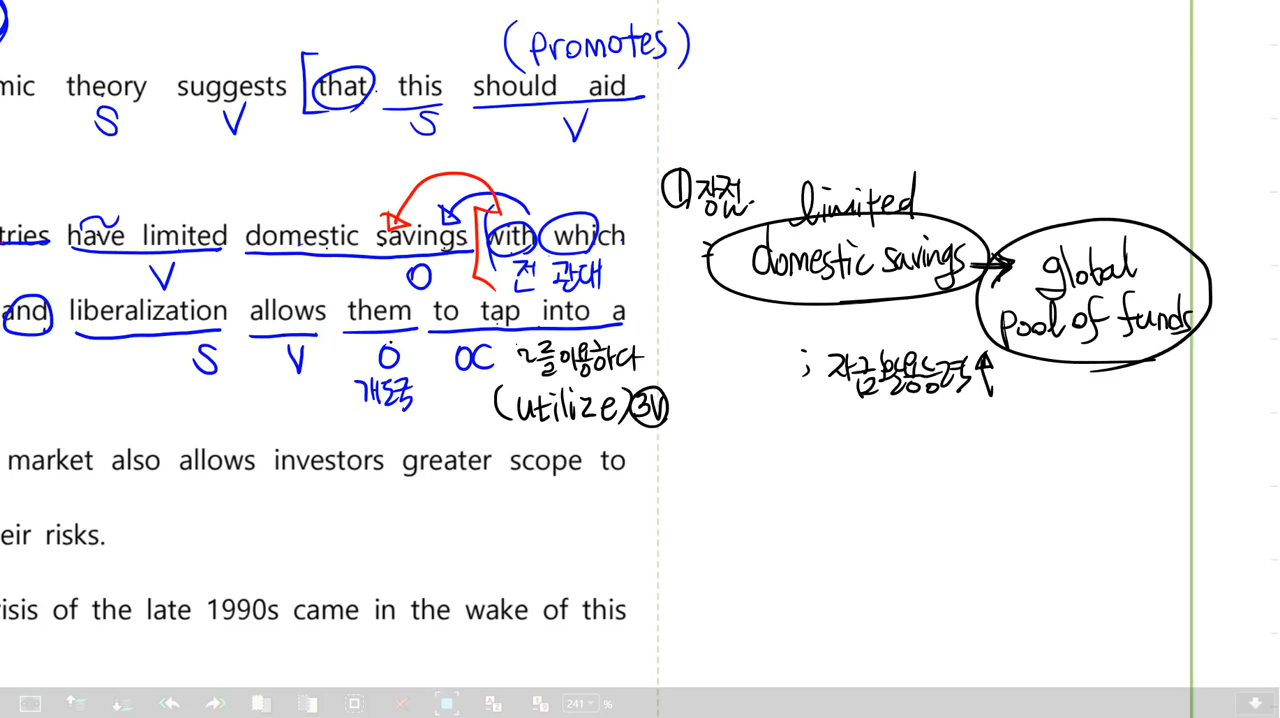 (promotes)
mic theory suggests [that this should aid
S V S V
① 장점
limited
tries have limited domestic savings with which
domestic savings → global
pool of funds
V O 전 관대
and liberalization allows them to tap into a
S V O OC ~를 이용하다
개도국 (utilize) 3V
; 자금 활용 능력 ↑
market also allows investors greater scope to
eir risks.
risis of the late 1990s came in the wake of this
241 %